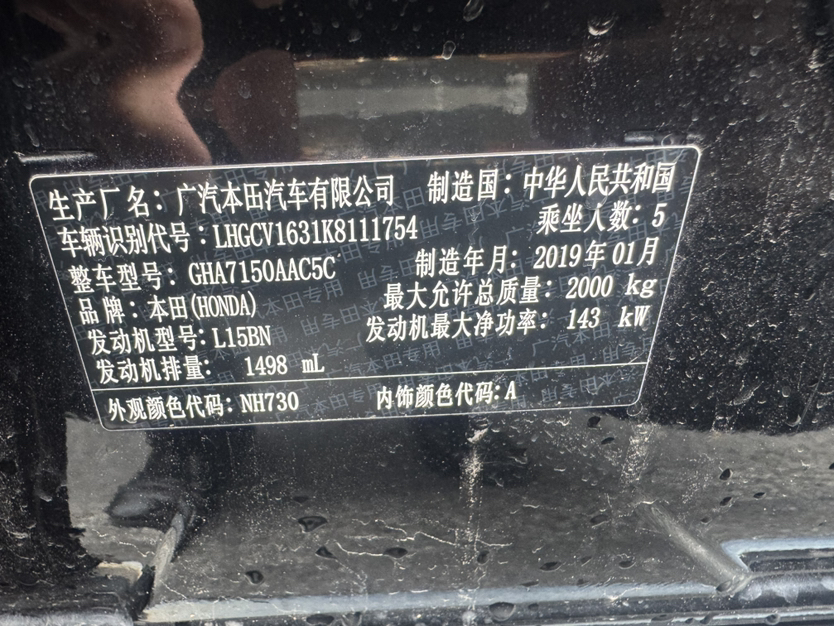 生产厂名：广汽本田汽车有限公司 制造国：中华人民共和国
车辆识别代号：LHGCV1631K8111754 乘坐人数：5
整车型号：GHA7150AAC5C 制造年月：2019年01月
品牌：本田(HONDA) 最大允许总质量：2000 kg
发动机型号：L15BN 发动机最大净功率：143 kW
发动机排量：1498 mL
外观颜色代码：NH730 内饰颜色代码：A